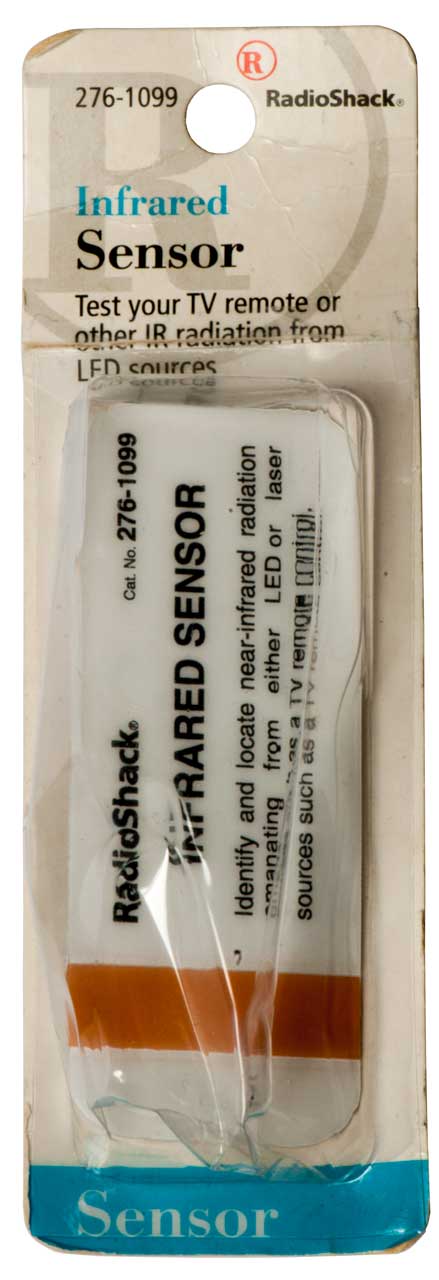 276-1099
RadioShack®
Infrared
Sensor
Test your TV remote or
other IR radiation from
LED sources
RadioShack® Cat. No. 276-1099
INFRARED SENSOR
Identify and locate near-infrared radiation
emanating from either LED or laser
sources such as a TV remote control.
Sensor